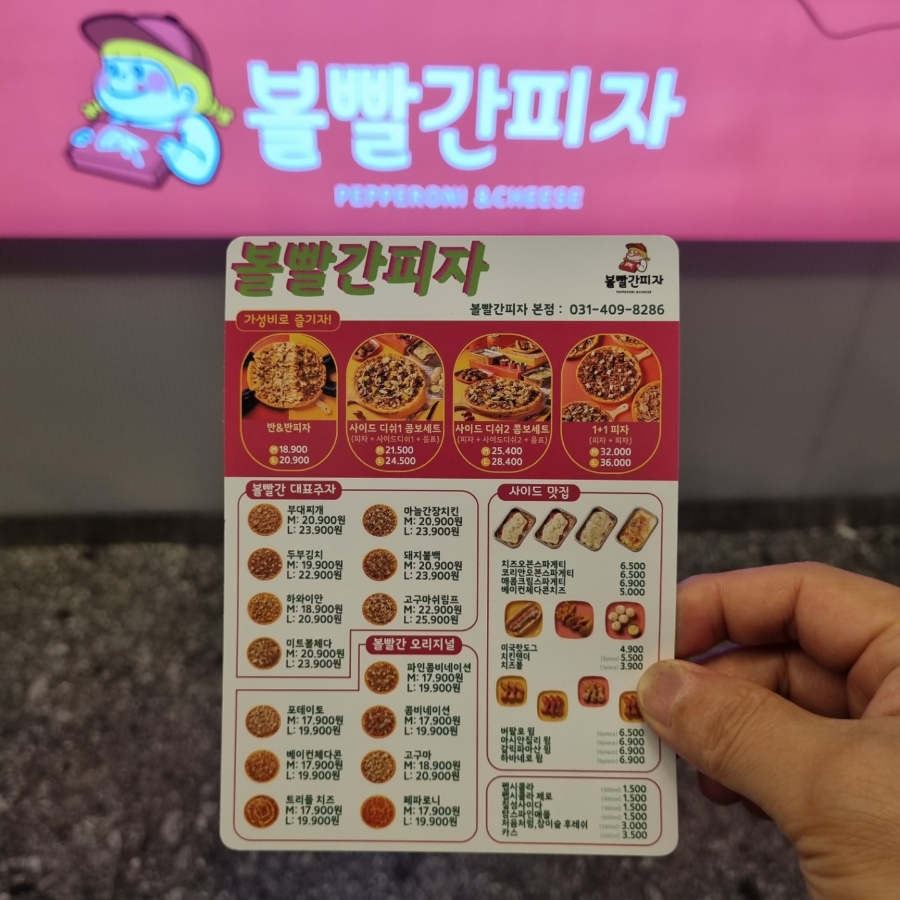 볼빨간피자
PEPPERONI &CHEESE
볼빨간피자
볼빨간피자
PEPPERONI &CHEESE
볼빨간피자 본점 : 031-409-8286
가성비로 즐기자!
반&반피자
M 18.900
L 20.900
사이드 디쉬1 콤보세트
(피자 + 사이드디쉬1 + 음료)
M 21.500
L 24.500
사이드 디쉬2 콤보세트
(피자 + 사이드디쉬2 + 음료)
M 25.400
L 28.400
1+1 피자
(피자 + 피자)
M 32.000
L 36.000
볼빨간 대표주자
부대찌개
M: 20.900원
L: 23.900원
마늘간장치킨
M: 20.900원
L: 23.900원
두부김치
M: 19.900원
L: 22.900원
돼지불백
M: 20.900원
L: 23.900원
하와이안
M: 18.900원
L: 20.900원
고구마쉬림프
M: 22.900원
L: 25.900원
미트볼체다
M: 20.900원
L: 23.900원
볼빨간 오리지널
파인콤비네이션
M: 17.900원
L: 19.900원
포테이토
M: 17.900원
L: 19.900원
콤비네이션
M: 17.900원
L: 19.900원
베이컨체다콘
M: 17.900원
L: 19.900원
고구마
M: 18.900원
L: 20.900원
트리플 치즈
M: 17.900원
L: 19.900원
페파로니
M: 17.900원
L: 19.900원
사이드 맛집
치즈오븐스파게티 6.500
코리안오븐스파게티 6.500
매콤크림스파게티 6.900
베이컨체다콘치즈 5.000
미국핫도그 4.900
치킨텐더 5.500
치즈볼 3.900
버팔로 윙 6.500
아시안칠리 윙 6.900
갈릭파마산 윙 6.900
하바네로 윙 6.900
펩시콜라 1.500
펩시콜라 제로 1.500
칠성사이다 1.500
탐스파인애플 1.500
처음처럼,참이슬 후레쉬 3.000
카스 3.500